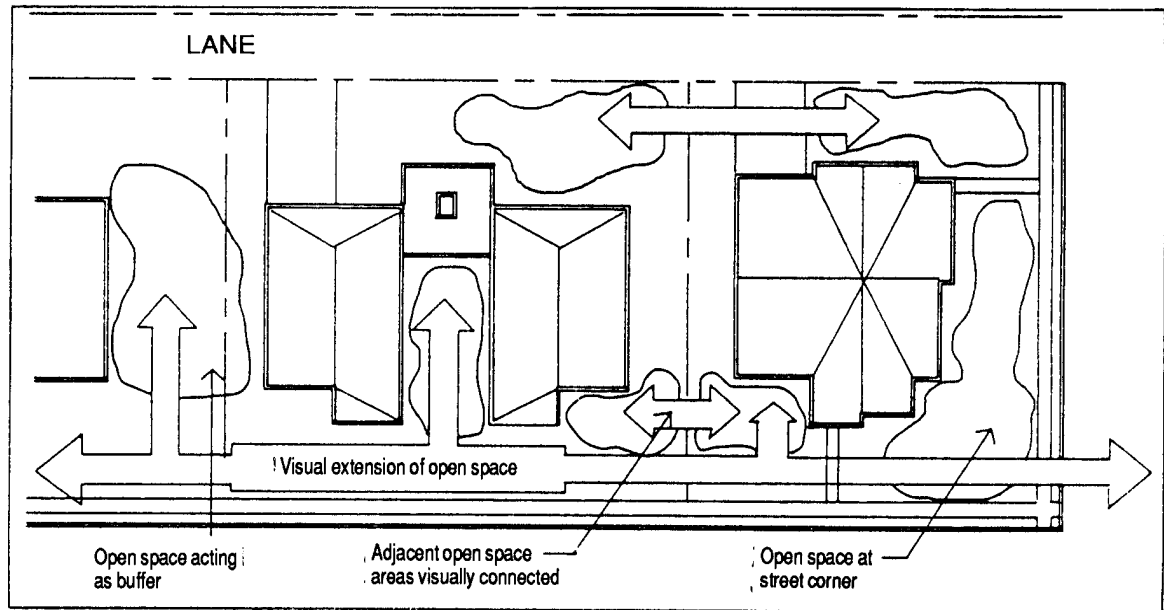 LANE
Visual extension of open space
Open space acting
as buffer
Adjacent open space
areas visually connected
Open space at
street corner